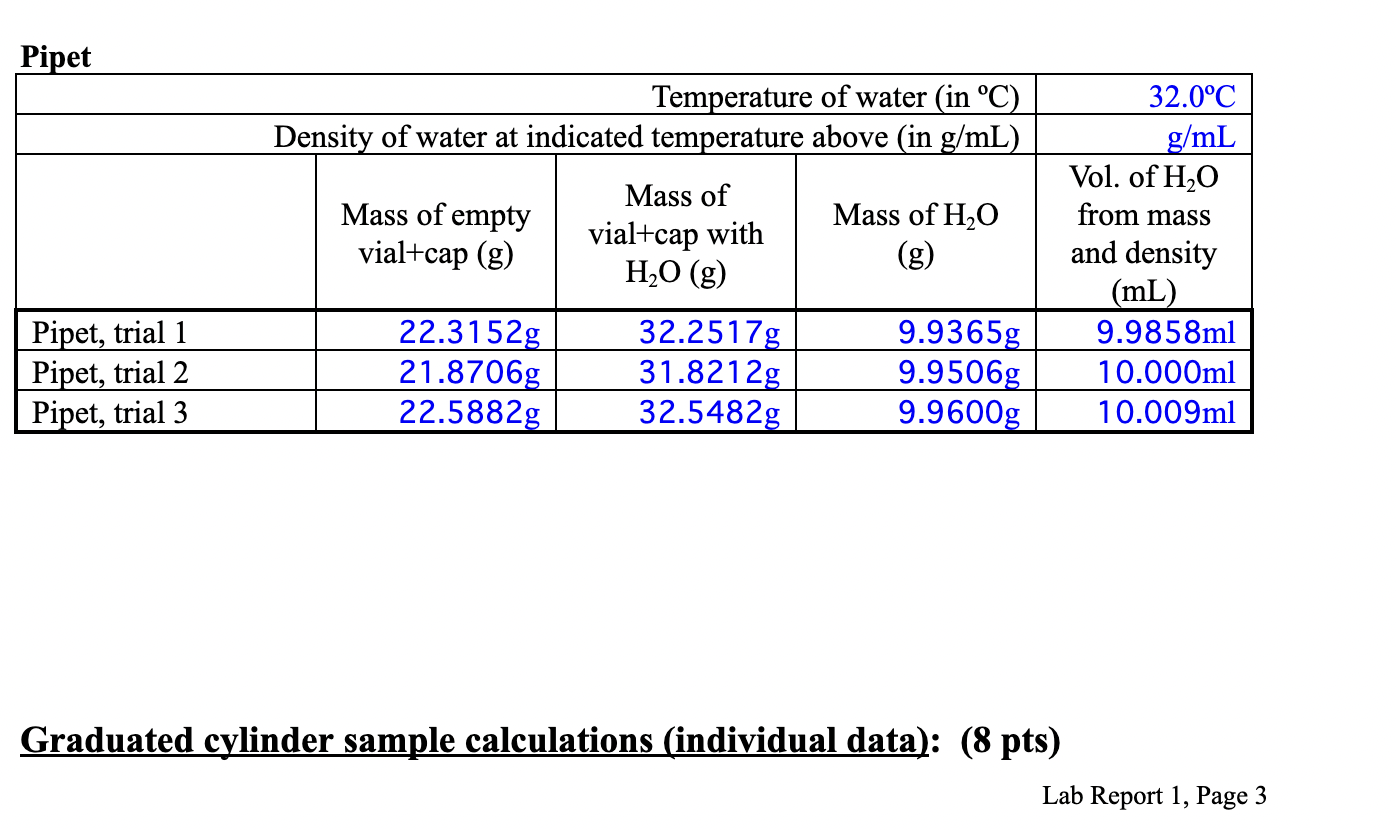 Pipet
Temperature of water (in ºC) 32.0ºC
Density of water at indicated temperature above (in g/mL) g/mL
Mass of empty vial+cap (g) Mass of vial+cap with H₂O (g) Mass of H₂O (g) Vol. of H₂O from mass and density (mL)
Pipet, trial 1 22.3152g 32.2517g 9.9365g 9.9858ml
Pipet, trial 2 21.8706g 31.8212g 9.9506g 10.000ml
Pipet, trial 3 22.5882g 32.5482g 9.9600g 10.009ml
Graduated cylinder sample calculations (individual data): (8 pts)
Lab Report 1, Page 3